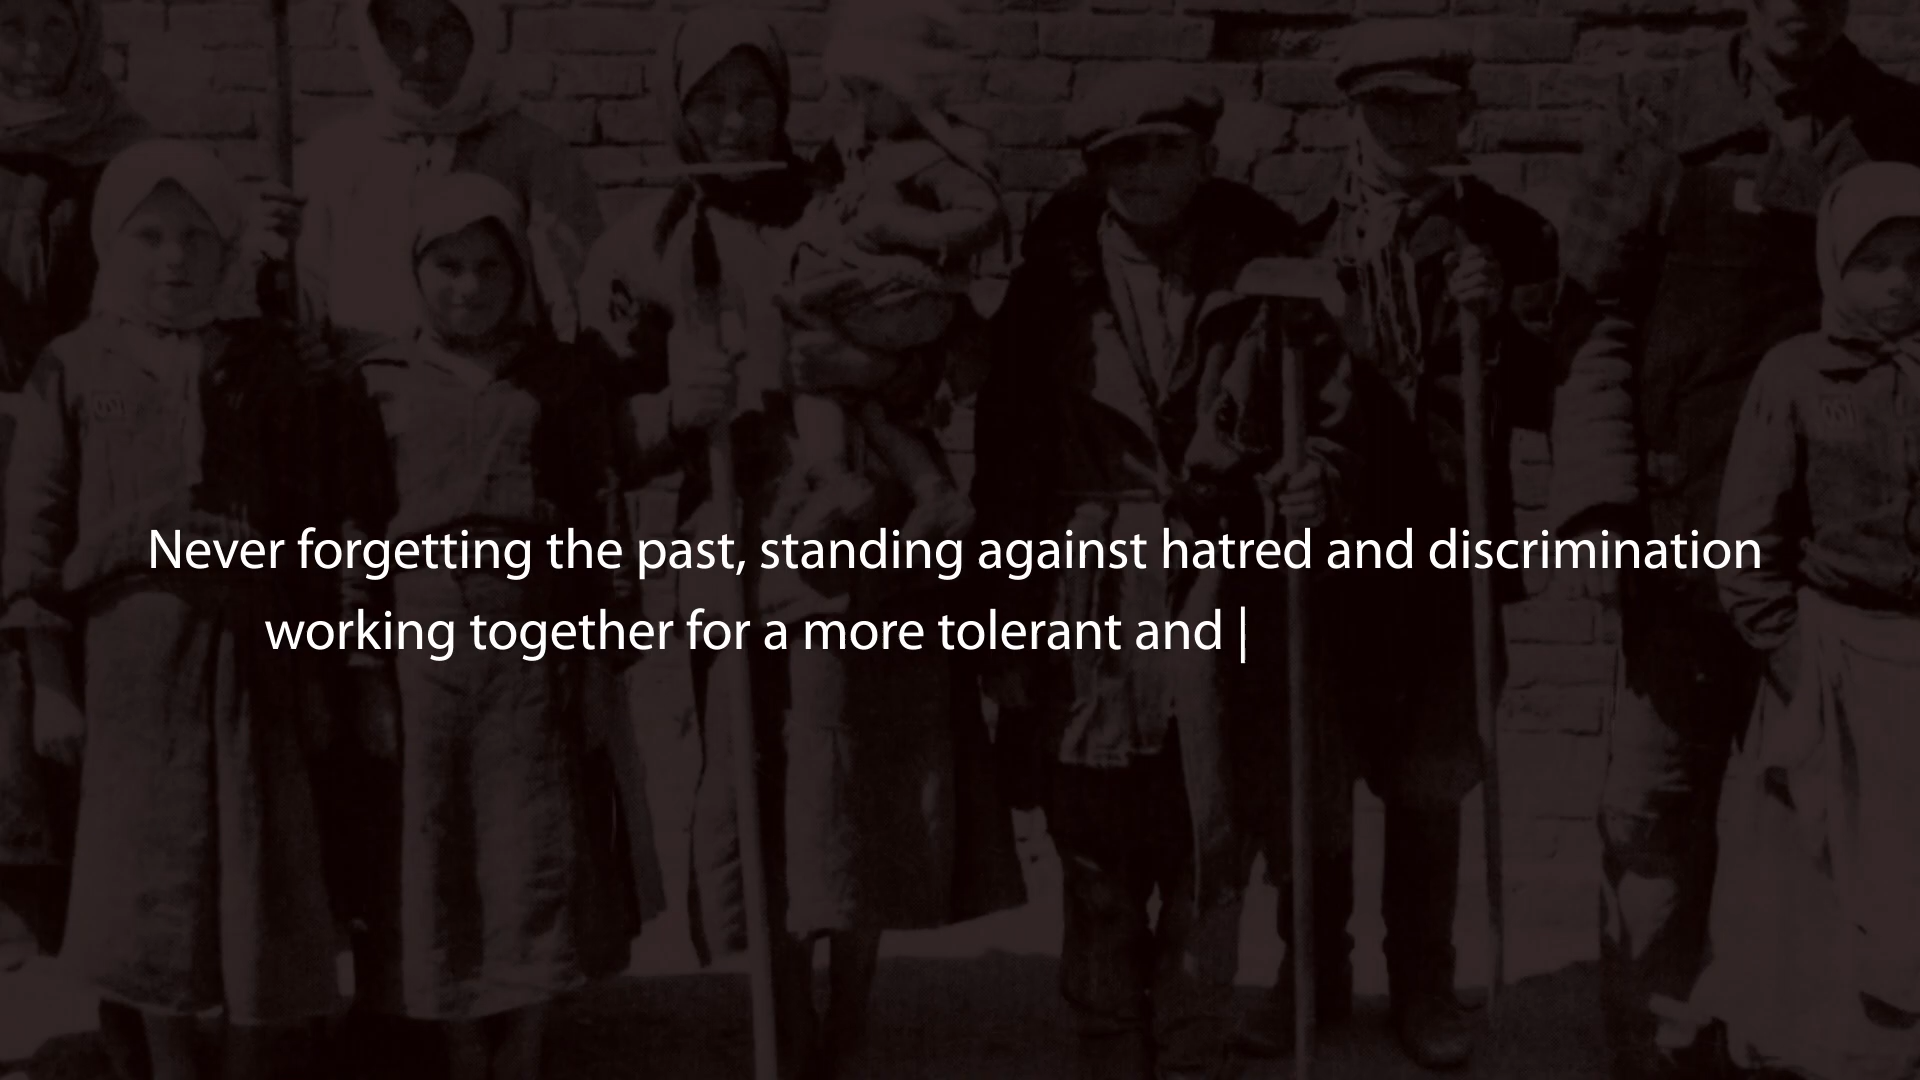 Never forgetting the past, standing against hatred and discrimination
working together for a more tolerant and |